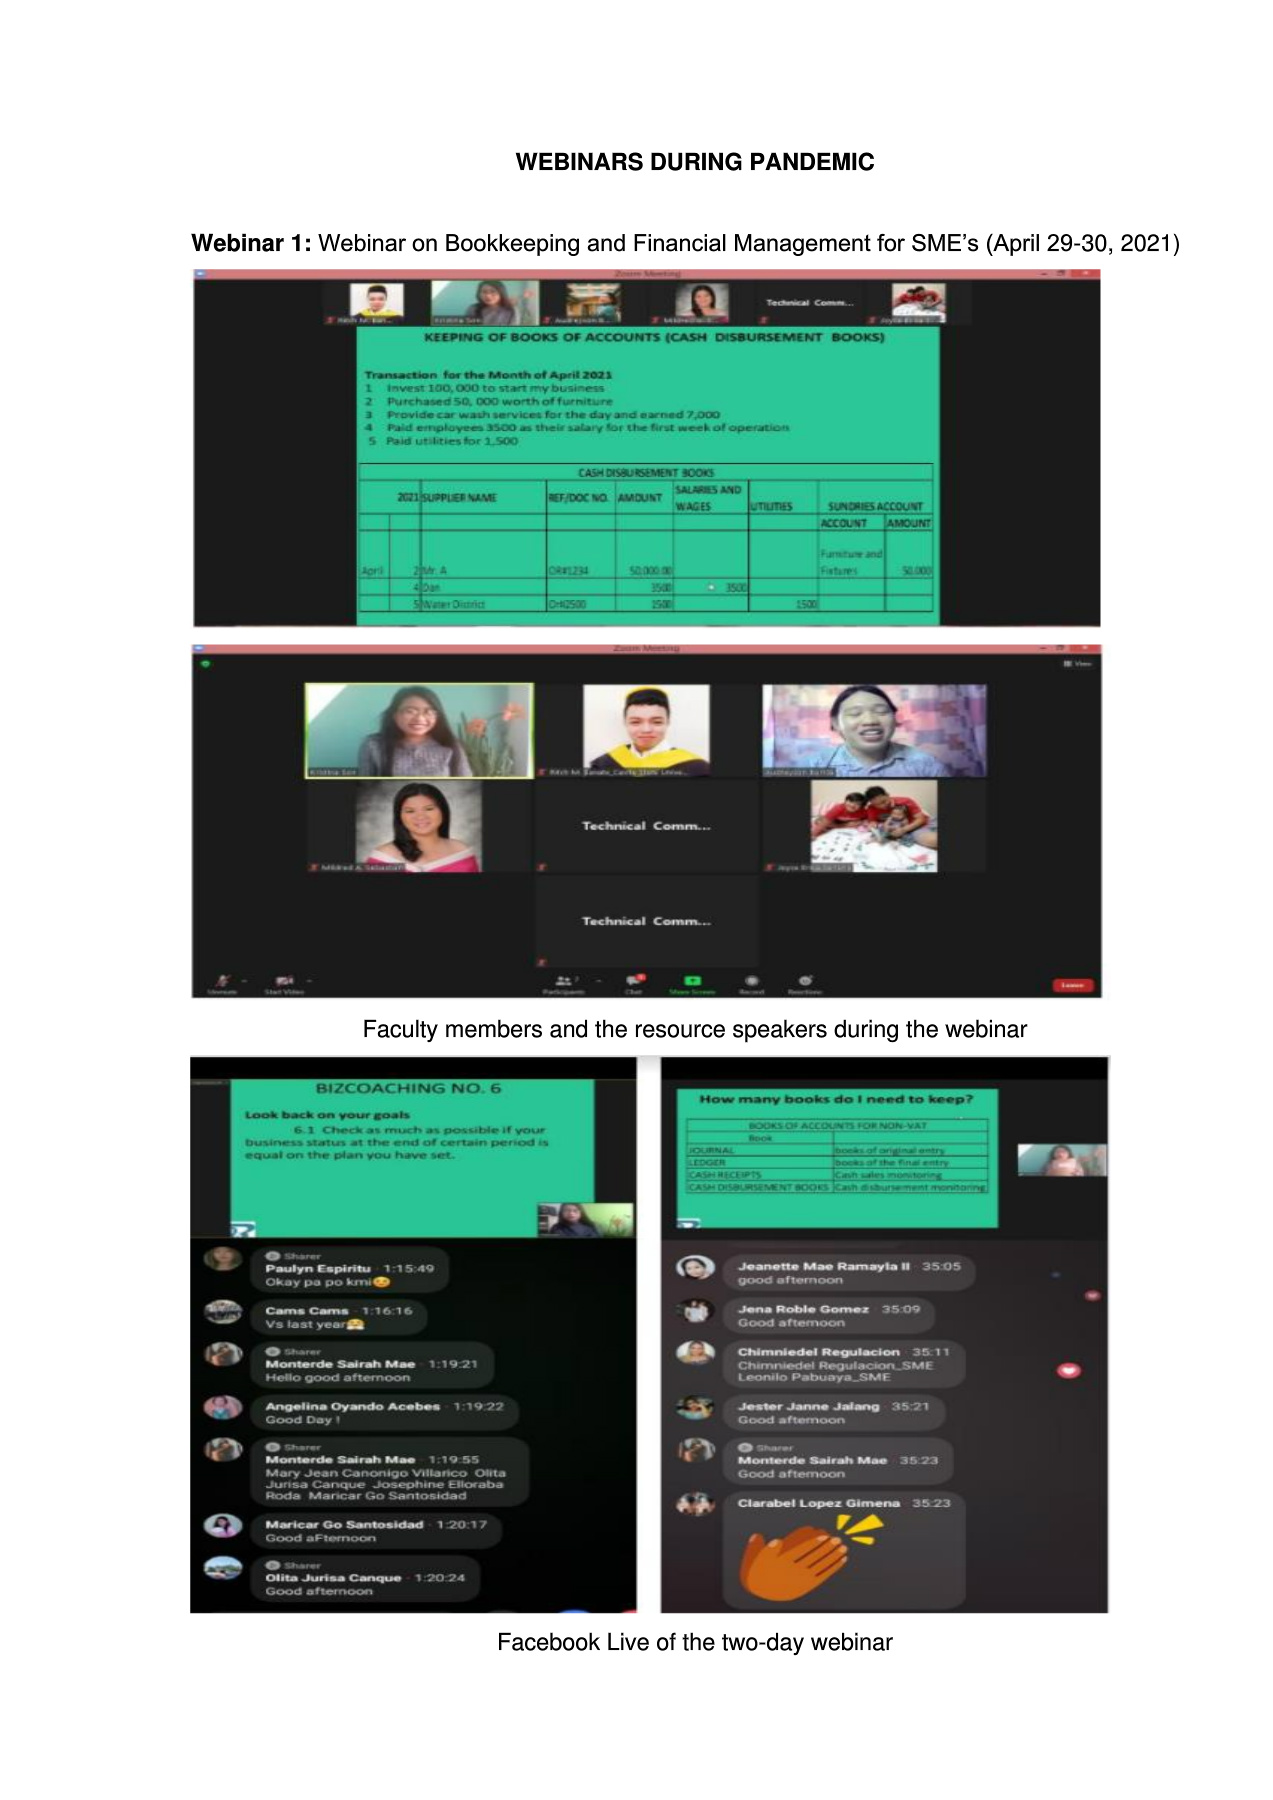 WEBINARS DURING PANDEMIC
Webinar 1: Webinar on Bookkeeping and Financial Management for SME's (April 29-30, 2021)
Zoom Meeting
Kristina Son
Technical Comm...
KEEPING OF BOOKS OF ACCOUNTS (CASH DISBURSEMENT BOOKS)
Transaction for the Month of April 2021
1 Invest 100, 000 to start my business
2 Purchased 50, 000 worth of furniture
3 Provide car wash services for the day and earned 7,000
4 Paid employees 3500 as their salary for the first week of operation
5 Paid utilities for 1,500
CASH DISBURSEMENT BOOKS
2021 SUPPLIER NAME REF/DOC NO. AMOUNT SALARIES AND WAGES UTILITIES SUNDRIES ACCOUNT
ACCOUNT AMOUNT
April 2 Mr. A OR#1234 50,000.00 Furniture and Fixtures 50,000
4 Dan 3500 3500
5 Water District Or#2500 1500 1500
Zoom Meeting
View
Kristina Son
Technical Comm...
Technical Comm...
Unmute Start Video Participants Chat Share Screen Record Reactions Leave
Faculty members and the resource speakers during the webinar
BIZCOACHING NO. 6
Look back on your goals
6.1 Check as much as possible if your
business status at the end of certain period is
equal on the plan you have set.
Sharer
Paulyn Espiritu · 1:15:49
Okay pa po kmi😊
Cams Cams · 1:16:16
Vs last year
Sharer
Monterde Sairah Mae · 1:19:21
Hello good afternoon
Angelina Oyando Acebes · 1:19:22
Good Day !
Sharer
Monterde Sairah Mae · 1:19:55
Mary Jean Canonigo Villarico Olita
Jurisa Canque Josephine Elloraba
Roda Maricar Go Santosidad
Maricar Go Santosidad · 1:20:17
Good aFternoon
Sharer
Olita Jurisa Canque · 1:20:24
Good afternoon
How many books do I need to keep?
BOOKS OF ACCOUNTS FOR NON-VAT
Book
JOURNAL books of original entry
LEDGER books of the final entry
CASH RECEIPTS Cash sales monitoring
CASH DISBURSEMENT BOOKS Cash disbursement monitoring
Jeanette Mae Ramayla II · 35:05
good afternoon
Jena Roble Gomez · 35:09
Good afternoon
Chimniedel Regulacion · 35:11
Chimniedel Regulacion_SME
Leonilo Pabuaya_SME
Jester Janne Jalang · 35:21
Good afternoon
Sharer
Monterde Sairah Mae · 35:23
Good afternoon
Clarabel Lopez Gimena · 35:23
Facebook Live of the two-day webinar